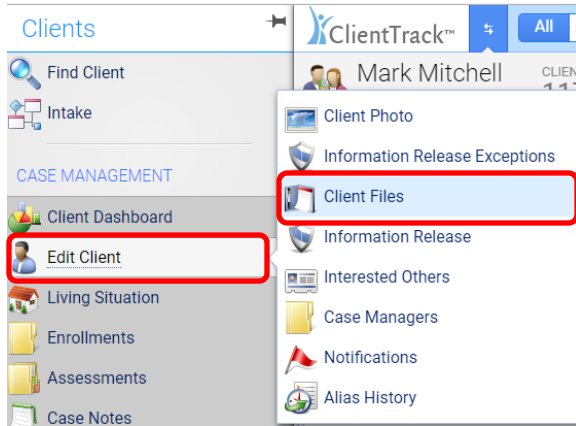 Clients
Find Client
Intake
CASE MANAGEMENT
Client Dashboard
Edit Client
Living Situation
Enrollments
Assessments
Case Notes
ClientTrack™
All
Mark Mitchell
Client Photo
Information Release Exceptions
Client Files
Information Release
Interested Others
Case Managers
Notifications
Alias History